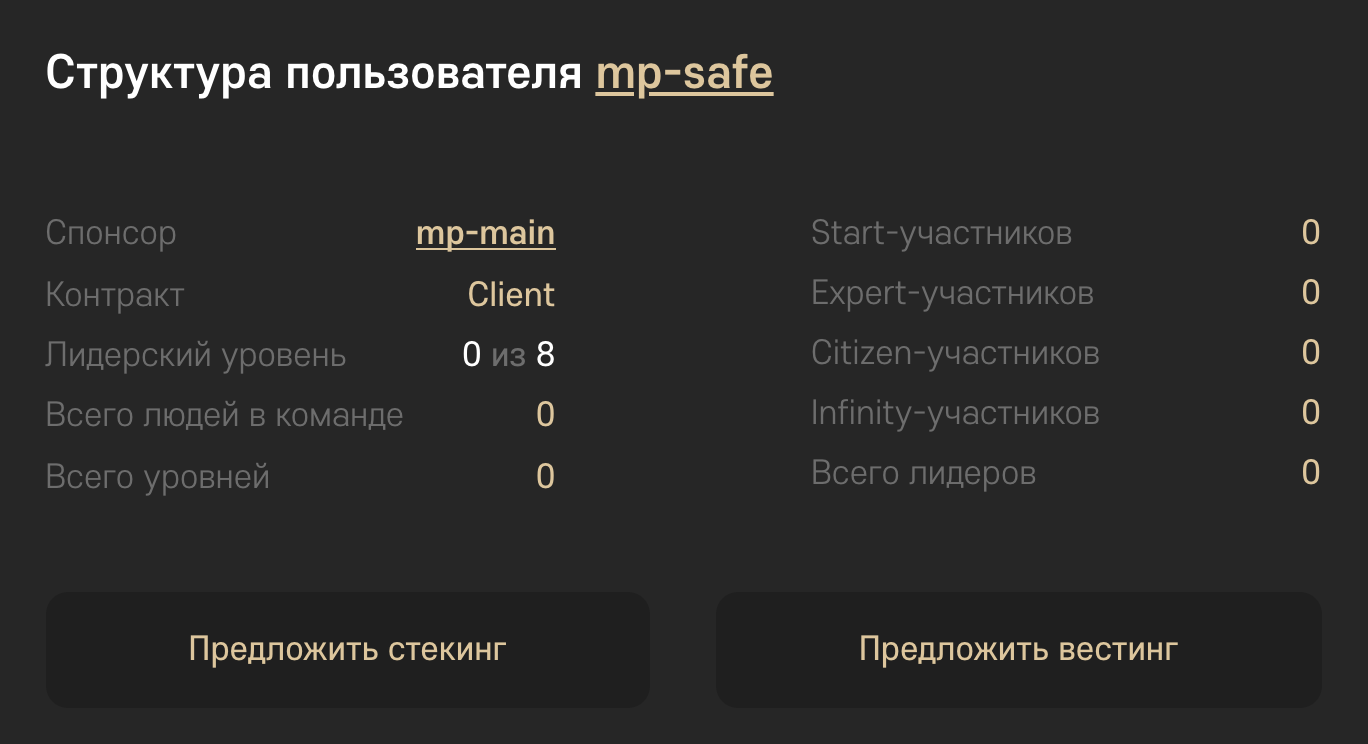 Структура пользователя mp-safe
Спонсор mp-main
Контракт Client
Лидерский уровень 0 из 8
Всего людей в команде 0
Всего уровней 0
Start-участников 0
Expert-участников 0
Citizen-участников 0
Infinity-участников 0
Всего лидеров 0
Предложить стекинг
Предложить вестинг